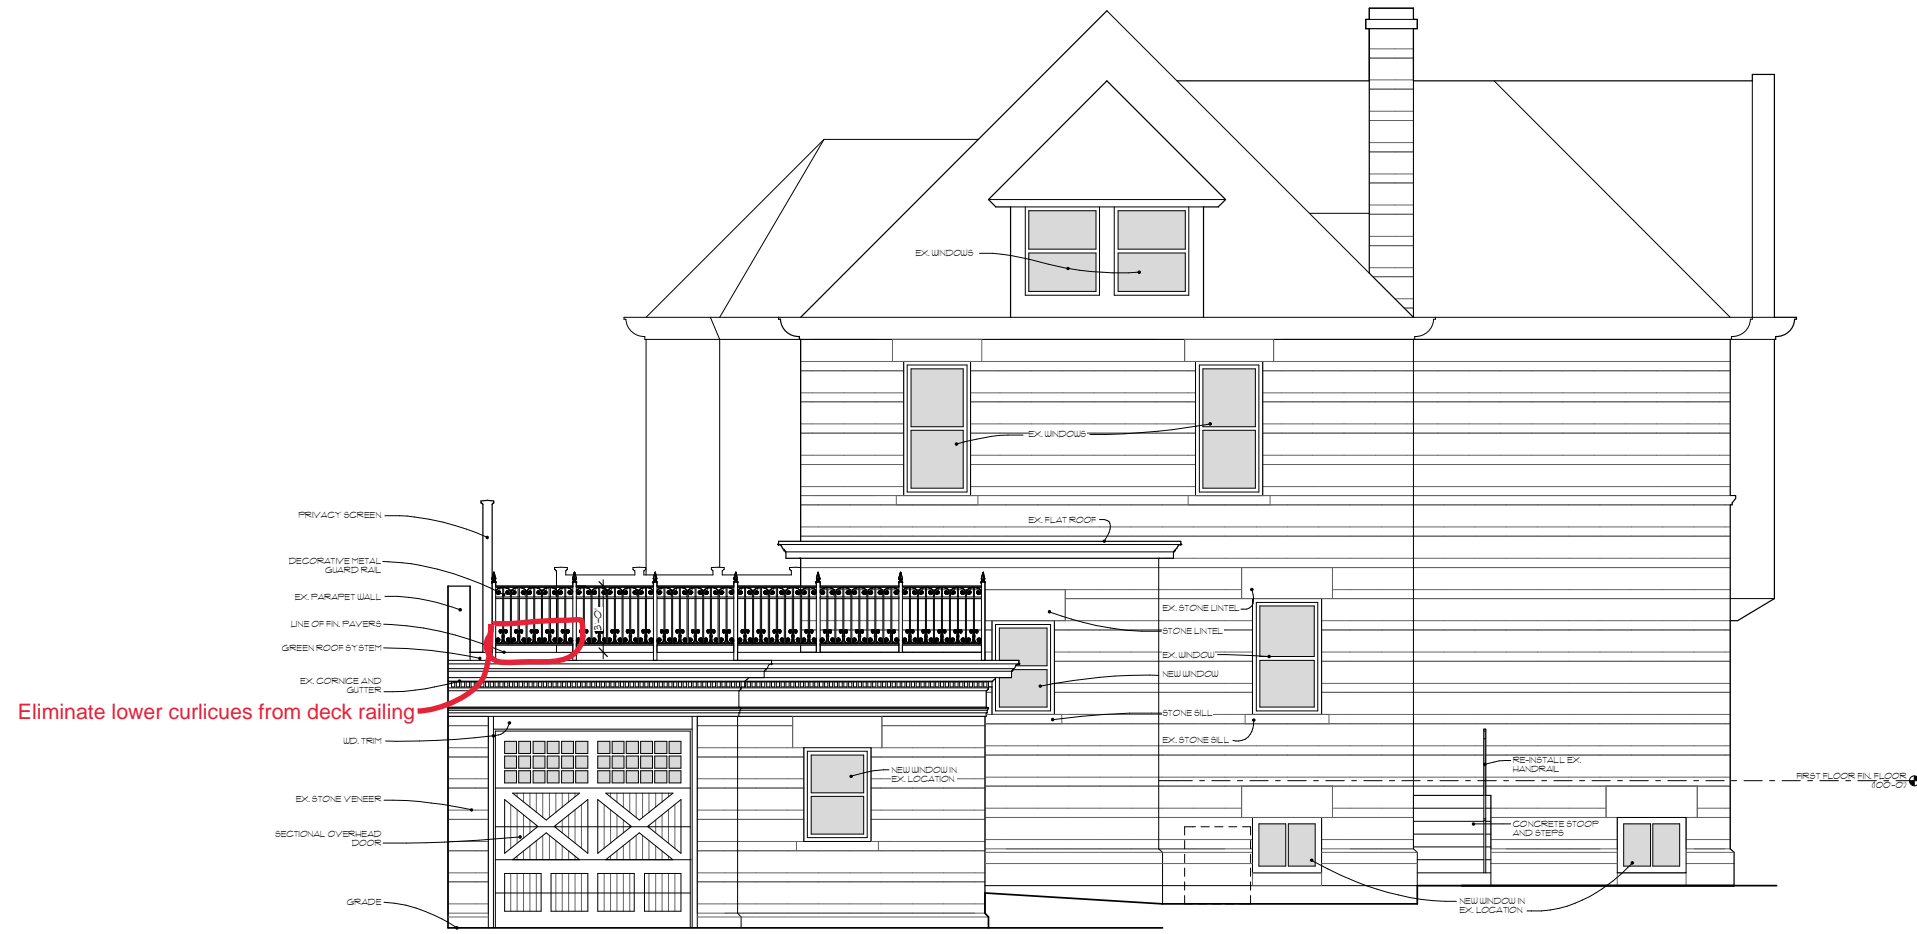 EX. WINDOWS
EX. WINDOWS
PRIVACY SCREEN
EX. FLAT ROOF
DECORATIVE METAL
GUARD RAIL
EX. PARAPET WALL
3'-0"
EX. STONE LINTEL
LINE OF FIN. PAVERS
STONE LINTEL
GREEN ROOF SYSTEM
EX. WINDOW
NEW WINDOW
EX. CORNICE AND
GUTTER
Eliminate lower curlicues from deck railing
STONE SILL
WD. TRIM
EX. STONE SILL
NEW WINDOW IN
EX. LOCATION
RE-INSTALL EX.
HANDRAIL
FIRST FLOOR FIN. FLOOR
(100'-0")
EX. STONE VENEER
SECTIONAL OVERHEAD
DOOR
CONCRETE STOOP
AND STEPS
GRADE
NEW WINDOW IN
EX. LOCATION